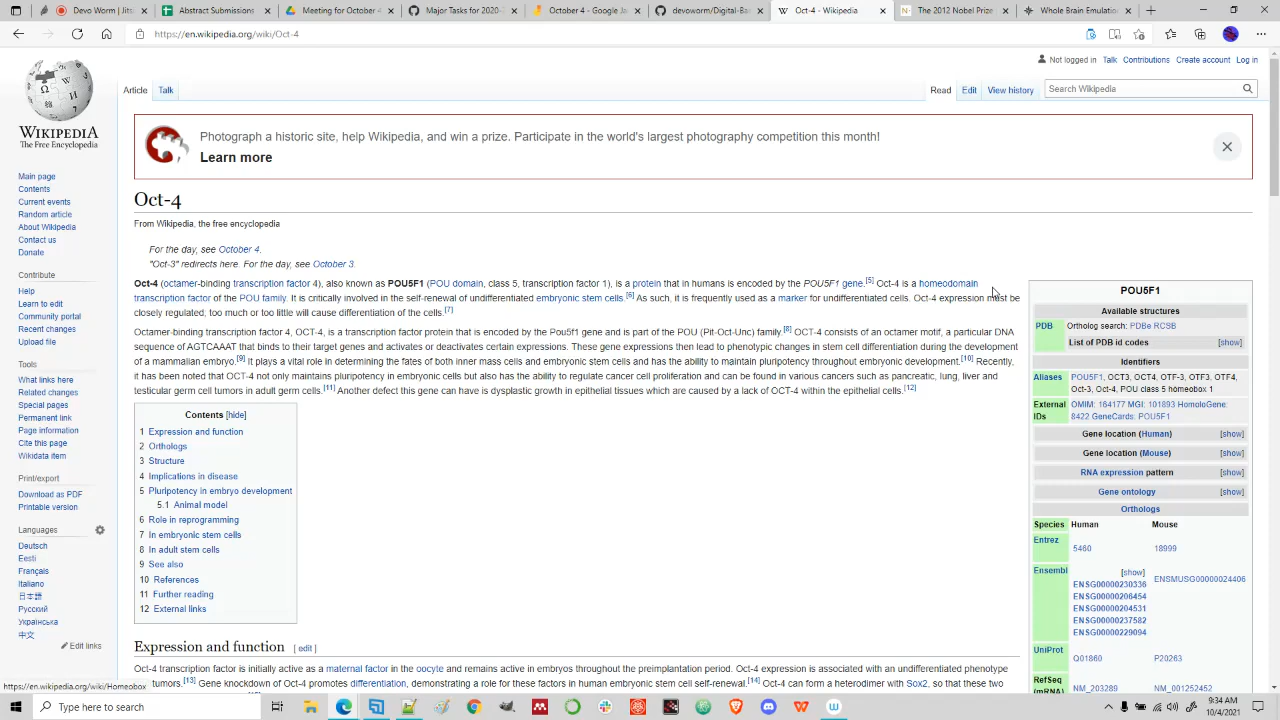 Devo Worm | Jits
Abstract Submissions
Meeting for October 4
Major Tasks for 2020-
October 4 - Google Je
devoworm/Digital-Ba
Oct-4 - Wikipedia
The 2012 Nobel Prize
Whole Brain Emulatio
https://en.wikipedia.org/wiki/Oct-4
Not logged in Talk Contributions Create account Log in
Article Talk Read Edit View history Search Wikipedia
WIKIPEDIA
The Free Encyclopedia
Main page
Contents
Current events
Random article
About Wikipedia
Contact us
Donate
Contribute
Help
Learn to edit
Community portal
Recent changes
Upload file
Tools
What links here
Related changes
Special pages
Permanent link
Page information
Cite this page
Wikidata item
Print/export
Download as PDF
Printable version
Languages
Deutsch
Eesti
Français
Italiano
日本語
Русский
Українська
中文
Edit links
Photograph a historic site, help Wikipedia, and win a prize. Participate in the world's largest photography competition this month!
Learn more
Oct-4
From Wikipedia, the free encyclopedia
For the day, see October 4.
"Oct-3" redirects here. For the day, see October 3.
Oct-4 (octamer-binding transcription factor 4), also known as POU5F1 (POU domain, class 5, transcription factor 1), is a protein that in humans is encoded by the POU5F1 gene.[5] Oct-4 is a homeodomain
transcription factor of the POU family. It is critically involved in the self-renewal of undifferentiated embryonic stem cells.[6] As such, it is frequently used as a marker for undifferentiated cells. Oct-4 expression must be
closely regulated; too much or too little will cause differentiation of the cells.[7]
Octamer-binding transcription factor 4, OCT-4, is a transcription factor protein that is encoded by the Pou5f1 gene and is part of the POU (Pit-Oct-Unc) family.[8] OCT-4 consists of an octamer motif, a particular DNA
sequence of AGTCAAAT that binds to their target genes and activates or deactivates certain expressions. These gene expressions then lead to phenotypic changes in stem cell differentiation during the development
of a mammalian embryo.[9] It plays a vital role in determining the fates of both inner mass cells and embryonic stem cells and has the ability to maintain pluripotency throughout embryonic development.[10] Recently,
it has been noted that OCT-4 not only maintains pluripotency in embryonic cells but also has the ability to regulate cancer cell proliferation and can be found in various cancers such as pancreatic, lung, liver and
testicular germ cell tumors in adult germ cells.[11] Another defect this gene can have is dysplastic growth in epithelial tissues which are caused by a lack of OCT-4 within the epithelial cells.[12]
Contents [hide]
1 Expression and function
2 Orthologs
3 Structure
4 Implications in disease
5 Pluripotency in embryo development
5.1 Animal model
6 Role in reprogramming
7 In embryonic stem cells
8 In adult stem cells
9 See also
10 References
11 Further reading
12 External links
Expression and function [ edit ]
Oct-4 transcription factor is initially active as a maternal factor in the oocyte and remains active in embryos throughout the preimplantation period. Oct-4 expression is associated with an undifferentiated phenotype
tumors.[13] Gene knockdown of Oct-4 promotes differentiation, demonstrating a role for these factors in human embryonic stem cell self-renewal.[14] Oct-4 can form a heterodimer with Sox2, so that these two
POU5F1
Available structures
PDB Ortholog search: PDBe RCSB
List of PDB id codes [show]
Identifiers
Aliases POU5F1, OCT3, OCT4, OTF-3, OTF3, OTF4,
Oct-3, Oct-4, POU class 5 homeobox 1
External OMIM: 164177 MGI: 101893 HomoloGene:
IDs 8422 GeneCards: POU5F1
Gene location (Human) [show]
Gene location (Mouse) [show]
RNA expression pattern [show]
Gene ontology [show]
Orthologs
Species Human Mouse
Entrez 5460 18999
Ensembl [show]
ENSG00000230336 ENSMUSG00000024406
ENSG00000206454
ENSG00000204531
ENSG00000237582
ENSG00000229094
UniProt Q01860 P20263
RefSeq
(mRNA) NM_203289 NM_001252452
https://en.wikipedia.org/wiki/Homeobox
Type here to search
9:34 AM
10/4/2021